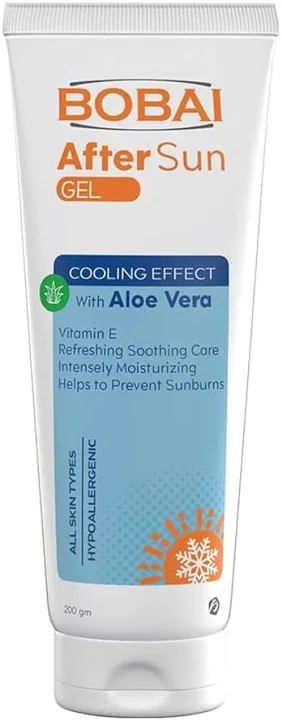 BOBAI
After Sun
GEL
COOLING EFFECT
With Aloe Vera
Vitamin E
Refreshing Soothing Care
Intensely Moisturizing
Helps to Prevent Sunburns
ALL SKIN TYPES
HYPOALLERGENIC
200 gm